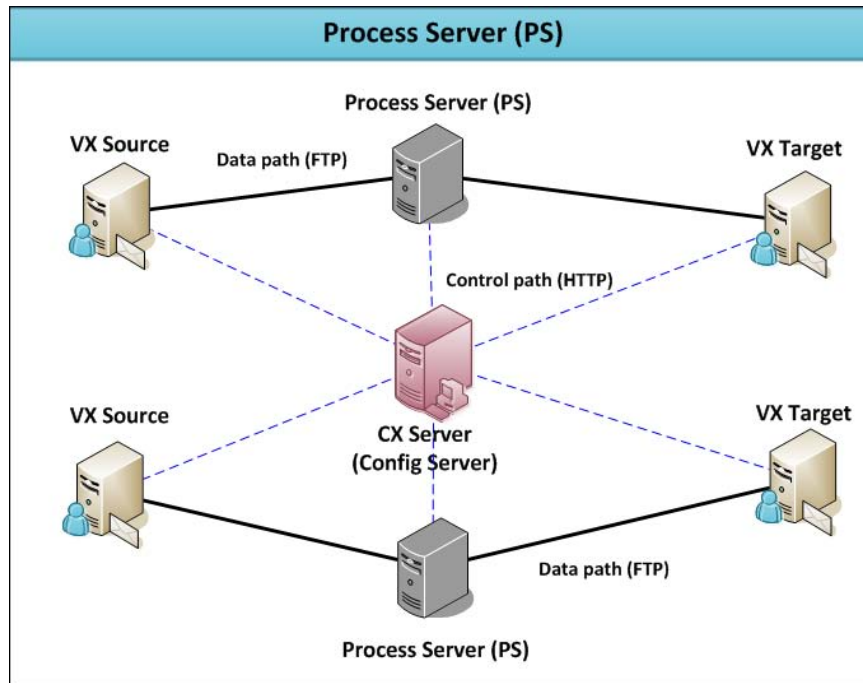 Process Server (PS)
Process Server (PS)
VX Source
Data path (FTP)
VX Target
Control path (HTTP)
VX Source
VX Target
CX Server
(Config Server)
Data path (FTP)
Process Server (PS)